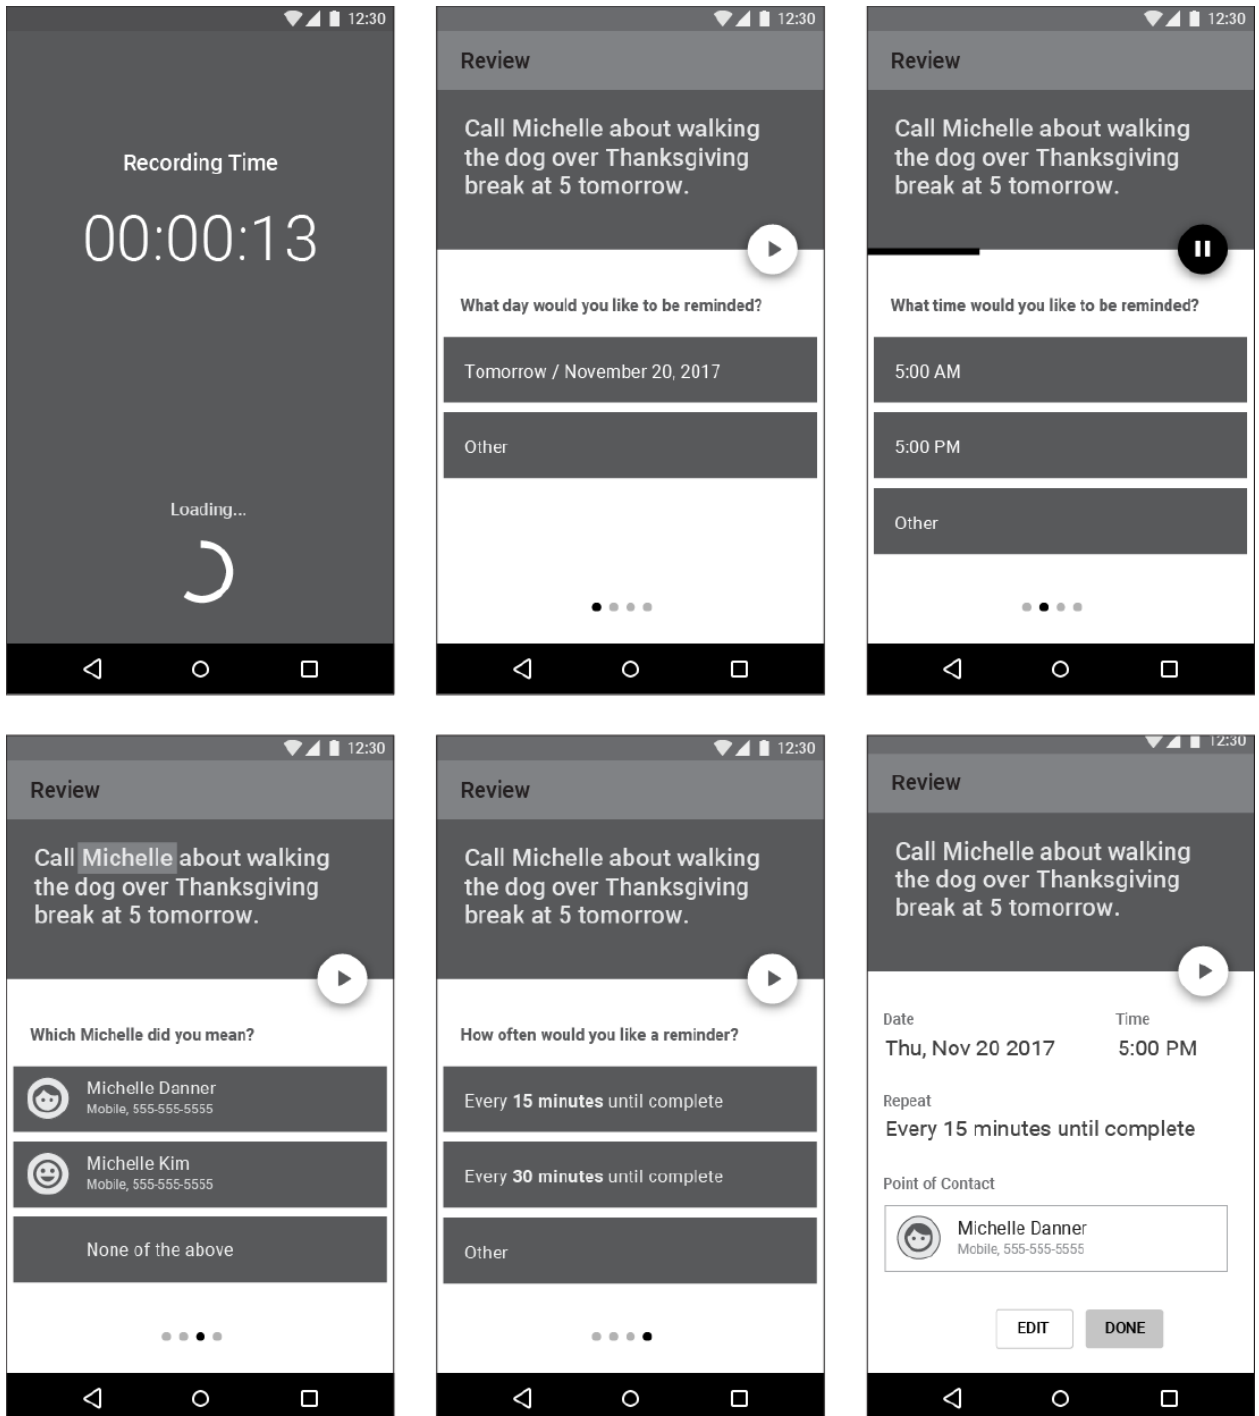 12:30
Recording Time
00:00:13
Loading...
12:30
Review
Call Michelle about walking
the dog over Thanksgiving
break at 5 tomorrow.
What day would you like to be reminded?
Tomorrow / November 20, 2017
Other
12:30
Review
Call Michelle about walking
the dog over Thanksgiving
break at 5 tomorrow.
What time would you like to be reminded?
5:00 AM
5:00 PM
Other
12:30
Review
Call Michelle about walking
the dog over Thanksgiving
break at 5 tomorrow.
Which Michelle did you mean?
Michelle Danner
Mobile, 555-555-5555
Michelle Kim
Mobile, 555-555-5555
None of the above
12:30
Review
Call Michelle about walking
the dog over Thanksgiving
break at 5 tomorrow.
How often would you like a reminder?
Every 15 minutes until complete
Every 30 minutes until complete
Other
12:30
Review
Call Michelle about walking
the dog over Thanksgiving
break at 5 tomorrow.
Date Time
Thu, Nov 20 2017 5:00 PM
Repeat
Every 15 minutes until complete
Point of Contact
Michelle Danner
Mobile, 555-555-5555
EDIT DONE